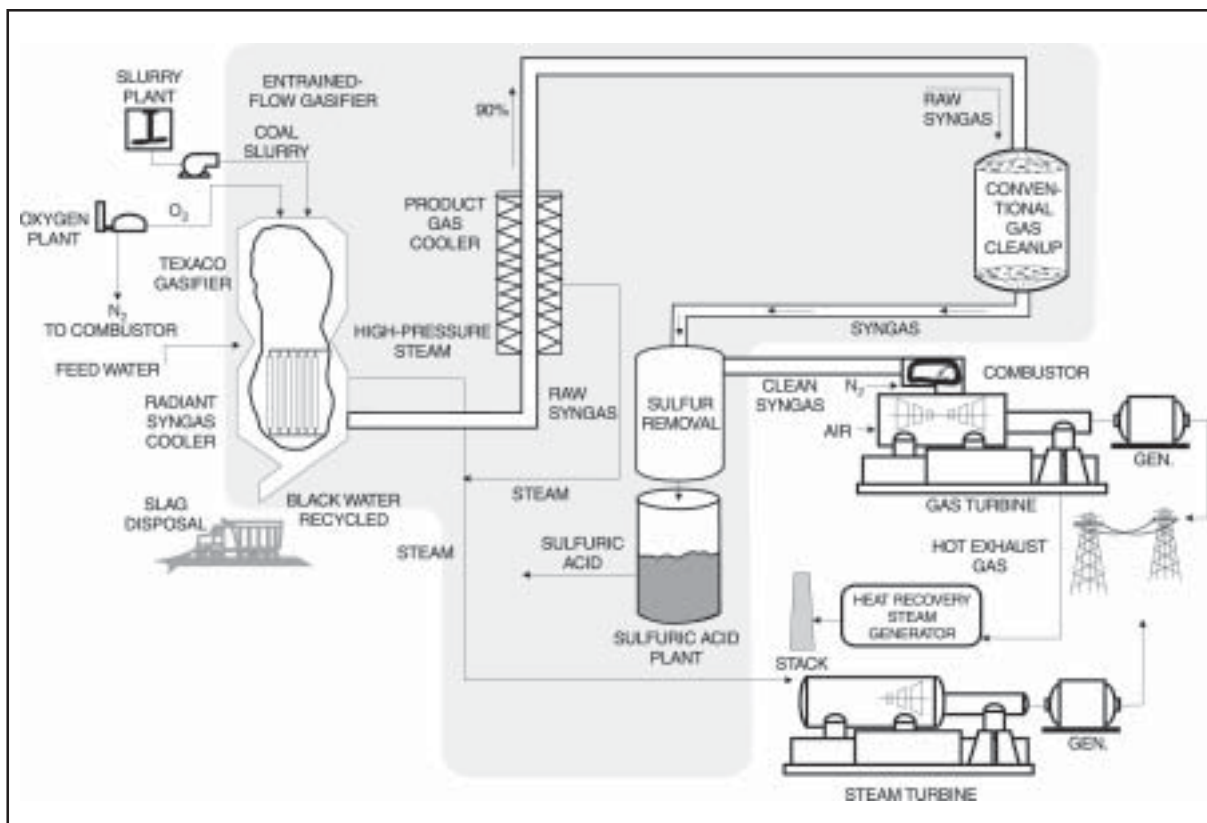 SLURRY
PLANT
ENTRAINED-
FLOW GASIFIER
COAL
SLURRY
90%
RAW
SYNGAS
O2
OXYGEN
PLANT
PRODUCT
GAS
COOLER
CONVEN-
TIONAL
GAS
CLEANUP
TEXACO
GASIFIER
N2
TO COMBUSTOR
HIGH-PRESSURE
STEAM
SYNGAS
FEED WATER
RADIANT
SYNGAS
COOLER
RAW
SYNGAS
SULFUR
REMOVAL
CLEAN
SYNGAS
N2
COMBUSTOR
AIR
GEN.
STEAM
GAS TURBINE
SLAG
DISPOSAL
BLACK WATER
RECYCLED
STEAM
SULFURIC
ACID
HOT EXHAUST
GAS
HEAT RECOVERY
STEAM
GENERATOR
SULFURIC ACID
PLANT
STACK
GEN.
STEAM TURBINE